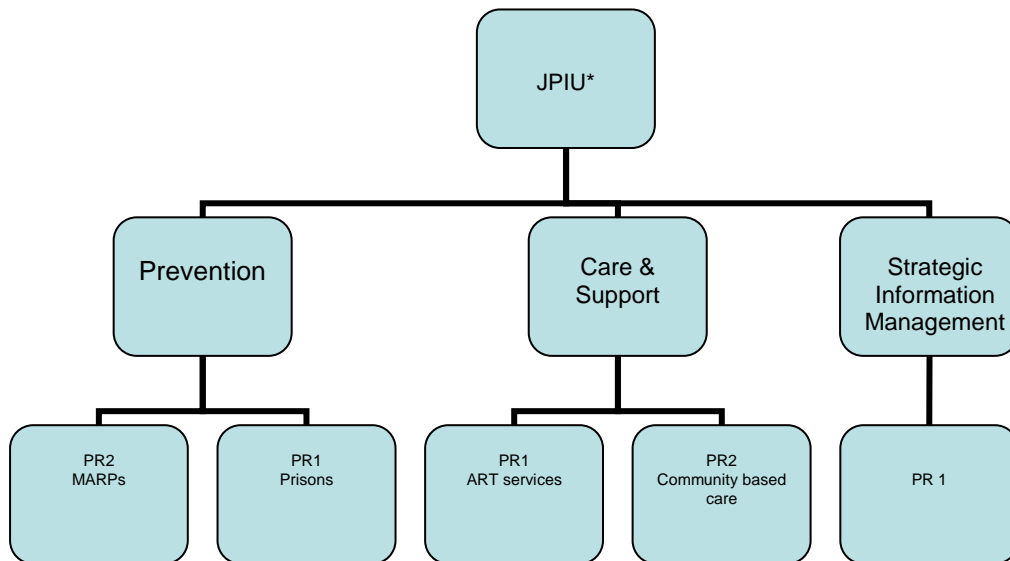 JPIU*
Prevention
Care &
Support
Strategic
Information
Management
PR2
MARPs
PR1
Prisons
PR1
ART services
PR2
Community based
care
PR 1